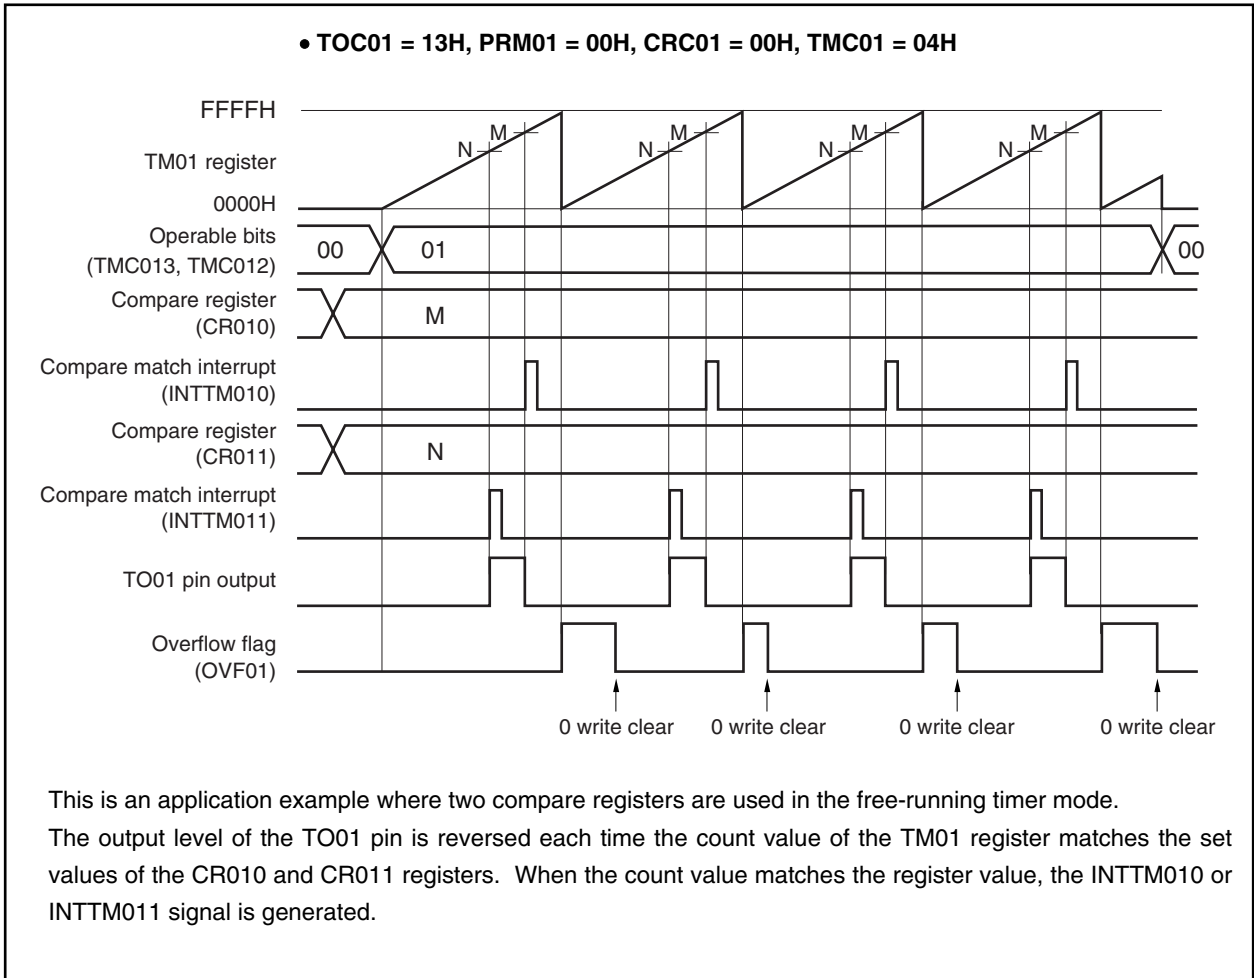 • TOC01 = 13H, PRM01 = 00H, CRC01 = 00H, TMC01 = 04H
FFFFH
TM01 register
0000H
N M N M N M N M
Operable bits
(TMC013, TMC012)
00 01 00
Compare register
(CR010)
M
Compare match interrupt
(INTTM010)
Compare register
(CR011)
N
Compare match interrupt
(INTTM011)
TO01 pin output
Overflow flag
(OVF01)
0 write clear 0 write clear 0 write clear 0 write clear
This is an application example where two compare registers are used in the free-running timer mode.
The output level of the TO01 pin is reversed each time the count value of the TM01 register matches the set
values of the CR010 and CR011 registers. When the count value matches the register value, the INTTM010 or
INTTM011 signal is generated.